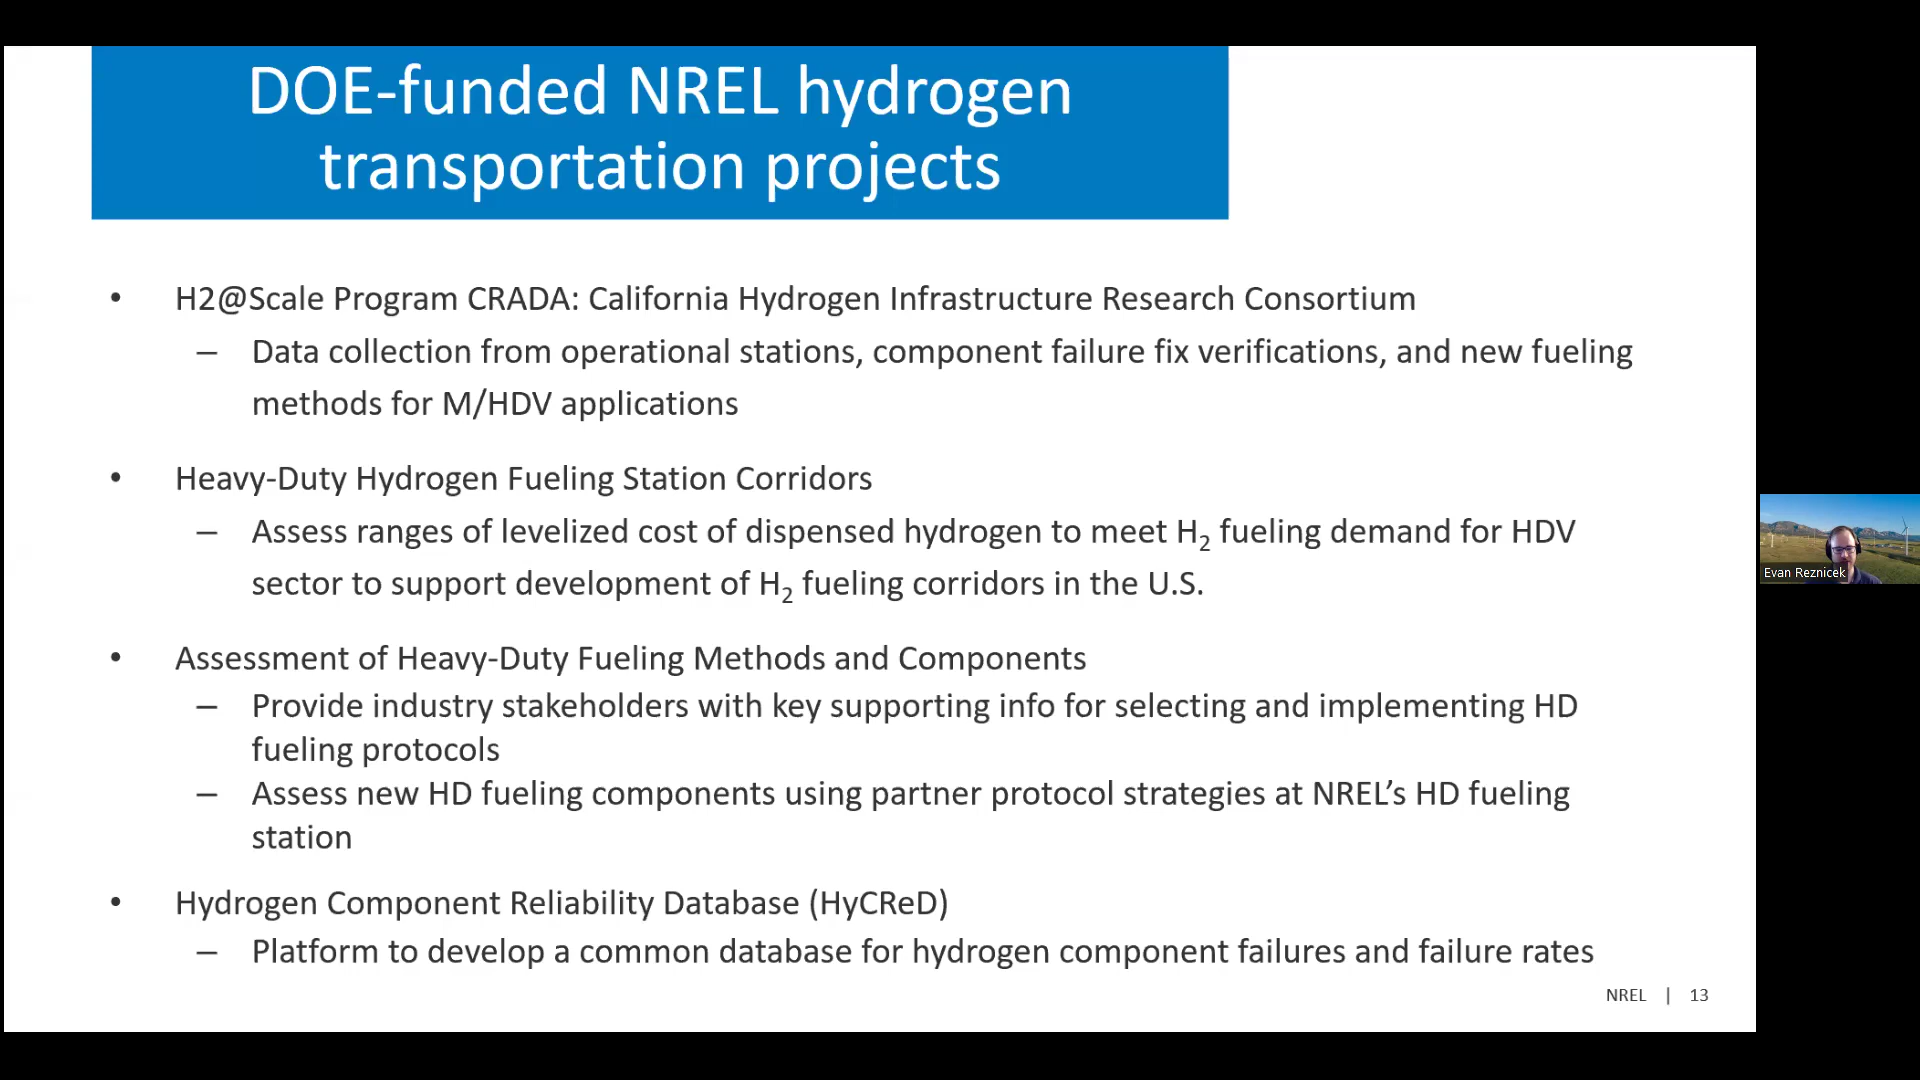 DOE-funded NREL hydrogen
transportation projects
• H2@Scale Program CRADA: California Hydrogen Infrastructure Research Consortium
– Data collection from operational stations, component failure fix verifications, and new fueling
methods for M/HDV applications
• Heavy-Duty Hydrogen Fueling Station Corridors
– Assess ranges of levelized cost of dispensed hydrogen to meet H₂ fueling demand for HDV
sector to support development of H₂ fueling corridors in the U.S.
• Assessment of Heavy-Duty Fueling Methods and Components
– Provide industry stakeholders with key supporting info for selecting and implementing HD
fueling protocols
– Assess new HD fueling components using partner protocol strategies at NREL’s HD fueling
station
• Hydrogen Component Reliability Database (HyCReD)
– Platform to develop a common database for hydrogen component failures and failure rates
NREL | 13
Evan Reznicek